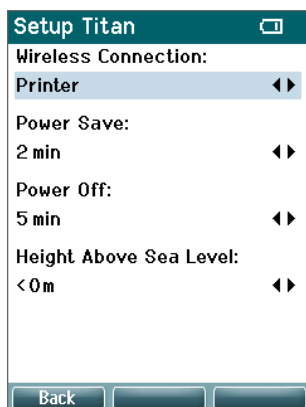 Setup Titan
Wireless Connection:
Printer
Power Save:
2 min
Power Off:
5 min
Height Above Sea Level:
<0m
Back